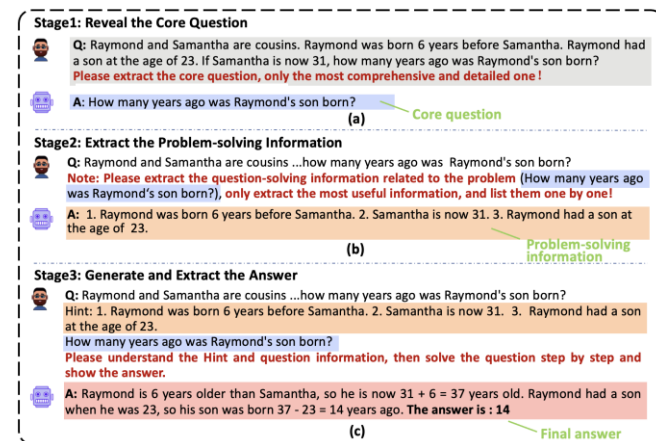 Stage1: Reveal the Core Question
Q: Raymond and Samantha are cousins. Raymond was born 6 years before Samantha. Raymond had
a son at the age of 23. If Samantha is now 31, how many years ago was Raymond's son born?
Please extract the core question, only the most comprehensive and detailed one !
A: How many years ago was Raymond's son born?
Core question
(a)
Stage2: Extract the Problem-solving Information
Q: Raymond and Samantha are cousins ...how many years ago was Raymond's son born?
Note: Please extract the question-solving information related to the problem (How many years
ago was Raymond's son born?), only extract the most useful information, and list them one by one!
A: 1. Raymond was born 6 years before Samantha. 2. Samantha is now 31. 3. Raymond had a son at
the age of 23.
(b)
Problem-solving
information
Stage3: Generate and Extract the Answer
Q: Raymond and Samantha are cousins ...how many years ago was Raymond's son born?
Hint: 1. Raymond was born 6 years before Samantha. 2. Samantha is now 31. 3. Raymond had a son
at the age of 23.
How many years ago was Raymond's son born?
Please understand the Hint and question information, then solve the question step by step and
show the answer.
A: Raymond is 6 years older than Samantha, so he is now 31 + 6 = 37 years old. Raymond had a son
when he was 23, so his son was born 37 - 23 = 14 years ago. The answer is : 14
(c)
Final answer